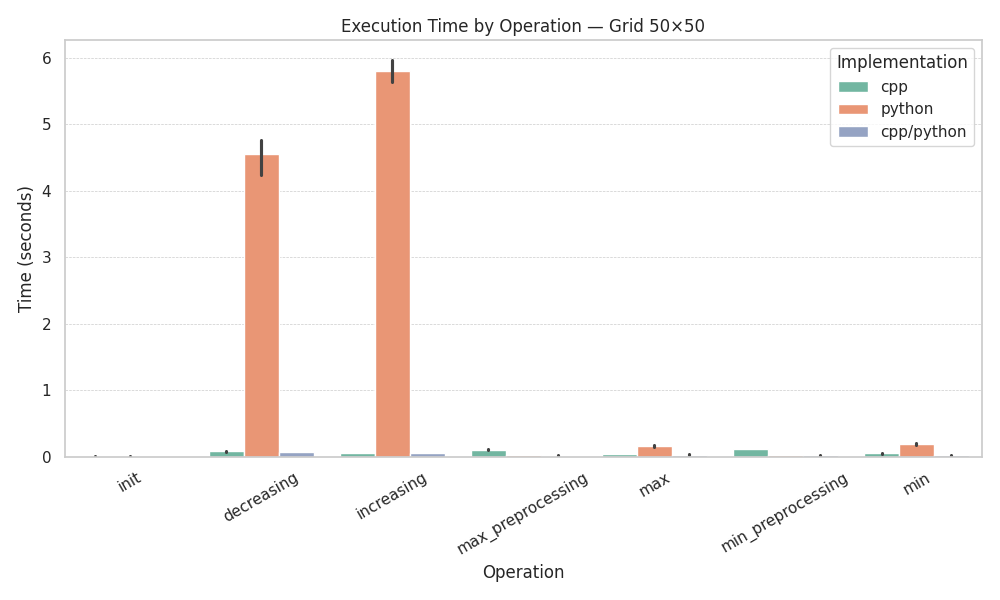 Execution Time by Operation — Grid 50×50
Implementation
cpp
python
cpp/python
Time (seconds)
6
5
4
3
2
1
0
init
decreasing
increasing
max_preprocessing
max
min_preprocessing
min
Operation